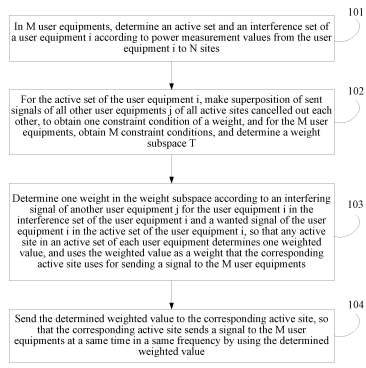 101
In M user equipments, determine an active set and an interference set of
a user equipment i according to power measurement values from the user
equipment i to N sites
102
For the active set of the user equipment i, make superposition of sent
signals of all other user equipments j of all active sites cancelled out each
other, to obtain one constraint condition of a weight, and for the M user
equipments, obtain M constraint conditions, and determine a weight
subspace T
103
Determine one weight in the weight subspace according to an interfering
signal of another user equipment j for the user equipment i in the
interference set of the user equipment i and a wanted signal of the user
equipment i in the active set of the user equipment i, so that any active
site in an active set of each user equipment determines one weighted
value, and uses the weighted value as a weight that the corresponding
active site uses for sending a signal to the M user equipments
104
Send the determined weighted value to the corresponding active site, so
that the corresponding active site sends a signal to the M user
equipments at a same time in a same frequency by using the determined
weighted value